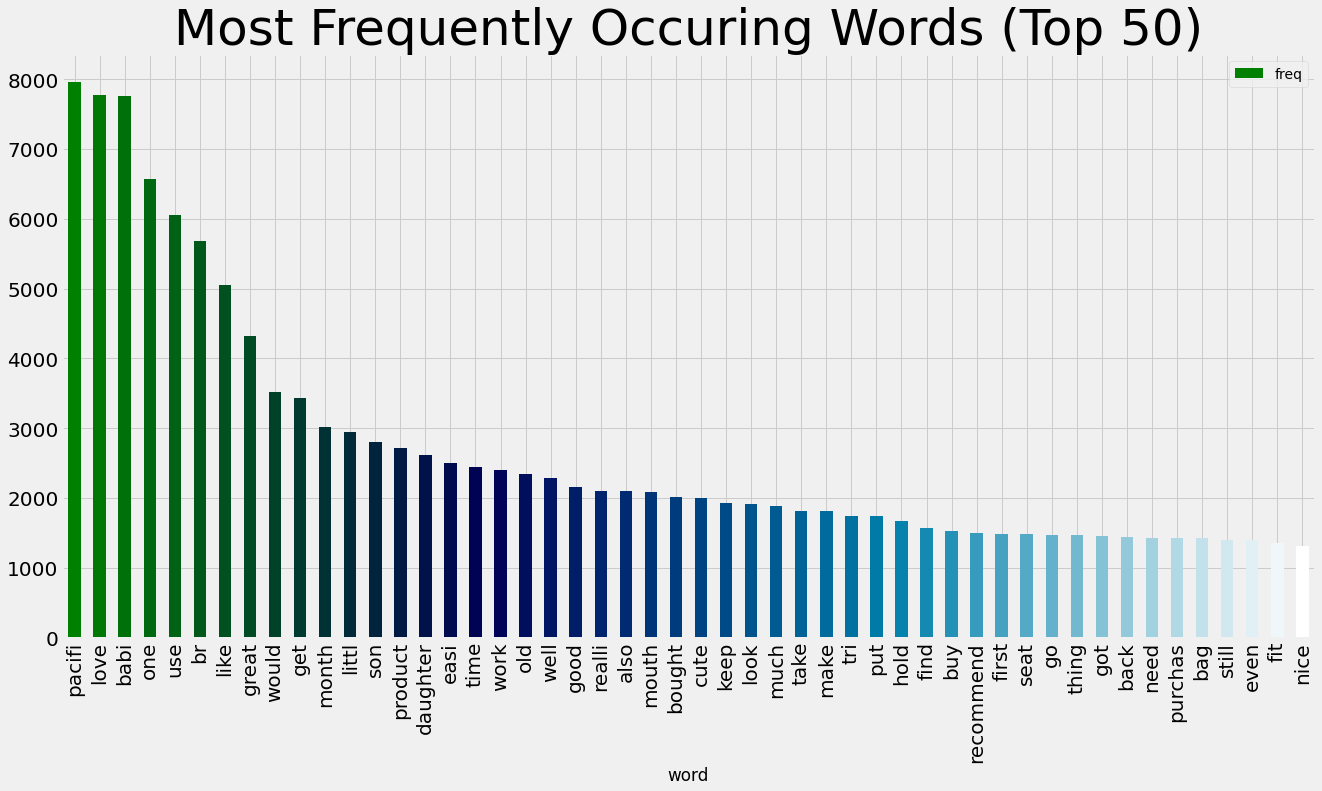 Most Frequently Occuring Words (Top 50)
freq
8000
7000
6000
5000
4000
3000
2000
1000
0
pacifi
love
babi
one
use
br
like
great
would
get
month
littl
son
product
daughter
easi
time
work
old
well
good
realli
also
mouth
bought
cute
keep
look
much
take
make
tri
put
hold
find
buy
recommend
first
seat
go
thing
got
back
need
purchas
bag
still
even
fit
nice
word